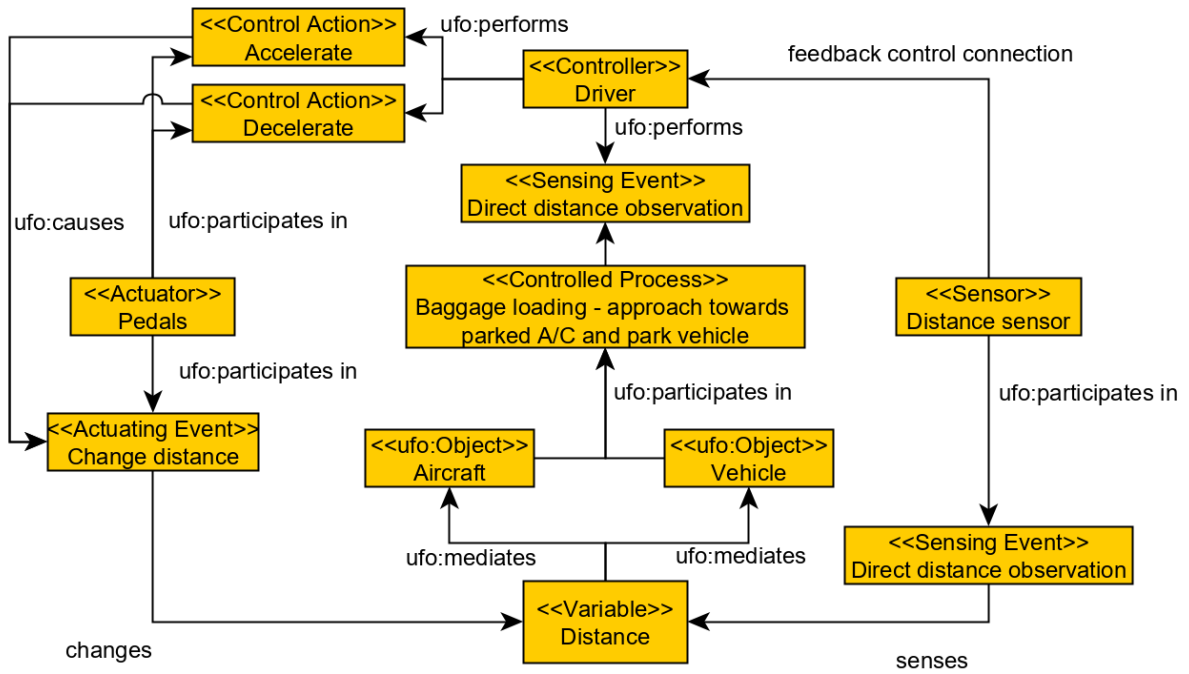 <<Control Action>>
Accelerate
ufo:performs
<<Controller>>
Driver
feedback control connection
<<Control Action>>
Decelerate
ufo:performs
<<Sensing Event>>
Direct distance observation
ufo:causes
ufo:participates in
<<Actuator>>
Pedals
<<Controlled Process>>
Baggage loading - approach towards
parked A/C and park vehicle
<<Sensor>>
Distance sensor
ufo:participates in
ufo:participates in
ufo:participates in
<<Actuating Event>>
Change distance
<<ufo:Object>>
Aircraft
<<ufo:Object>>
Vehicle
ufo:mediates
ufo:mediates
<<Sensing Event>>
Direct distance observation
<<Variable>>
Distance
changes
senses